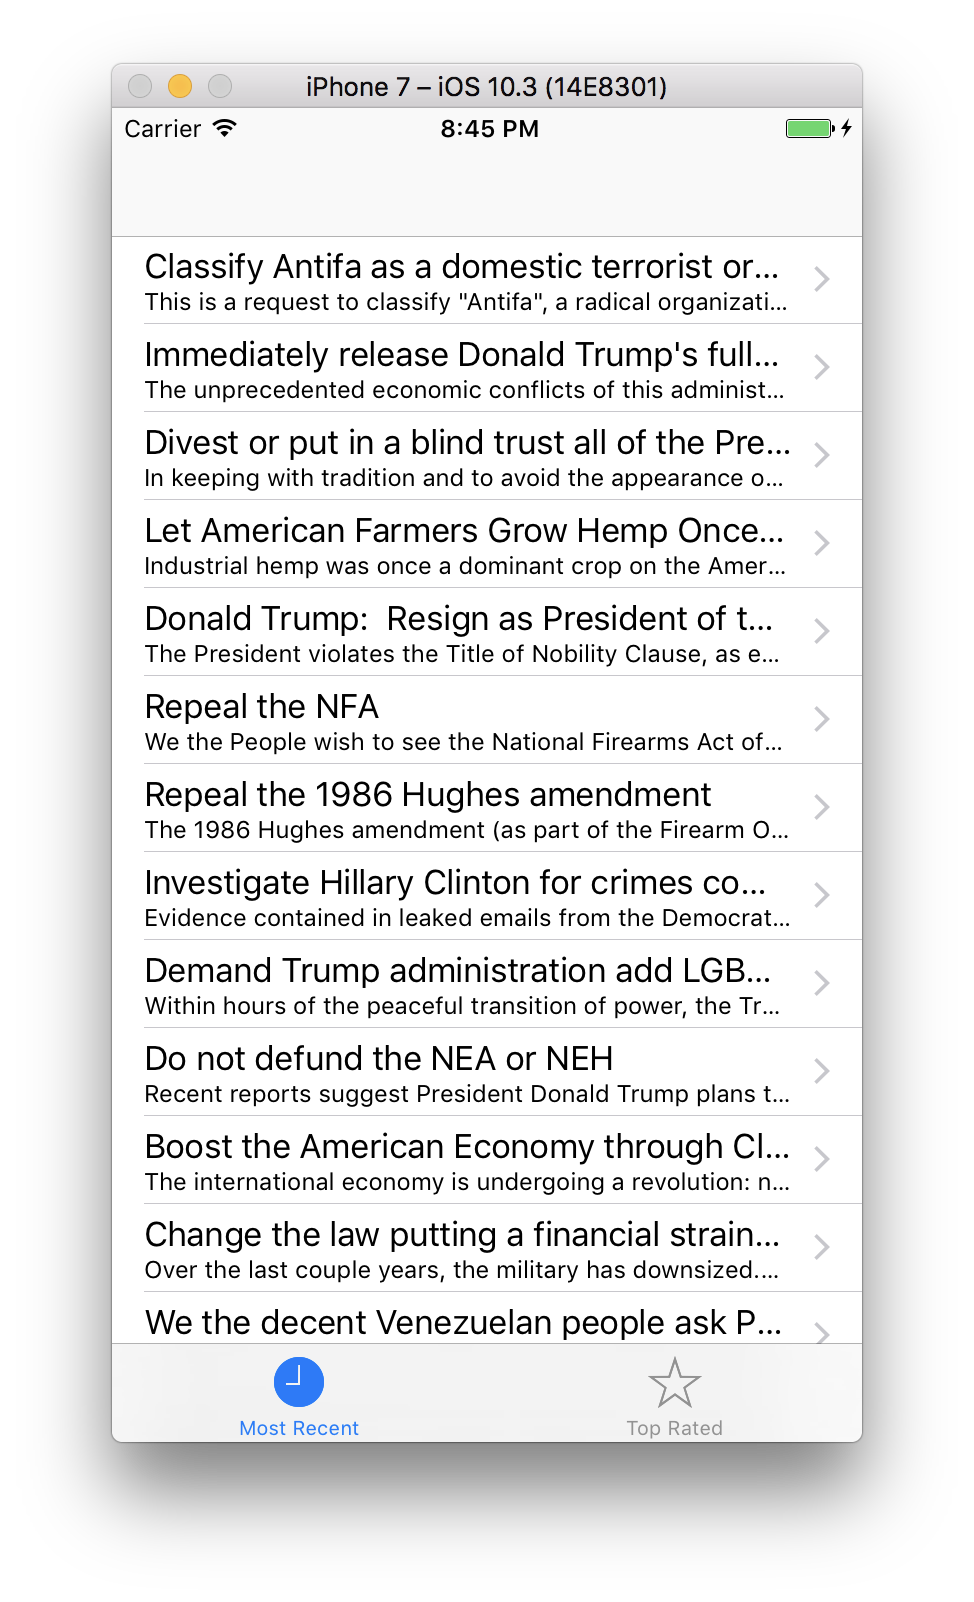 iPhone 7 – iOS 10.3 (14E8301)
Carrier 8:45 PM
Classify Antifa as a domestic terrorist or...
This is a request to classify "Antifa", a radical organizati...
Immediately release Donald Trump's full...
The unprecedented economic conflicts of this administ...
Divest or put in a blind trust all of the Pre...
In keeping with tradition and to avoid the appearance o...
Let American Farmers Grow Hemp Once...
Industrial hemp was once a dominant crop on the Amer...
Donald Trump:  Resign as President of t...
The President violates the Title of Nobility Clause, as e...
Repeal the NFA
We the People wish to see the National Firearms Act of...
Repeal the 1986 Hughes amendment
The 1986 Hughes amendment (as part of the Firearm O...
Investigate Hillary Clinton for crimes co...
Evidence contained in leaked emails from the Democrat...
Demand Trump administration add LGB...
Within hours of the peaceful transition of power, the Tr...
Do not defund the NEA or NEH
Recent reports suggest President Donald Trump plans t...
Boost the American Economy through Cl...
The international economy is undergoing a revolution: n...
Change the law putting a financial strain...
Over the last couple years, the military has downsized....
We the decent Venezuelan people ask P...
Most Recent
Top Rated